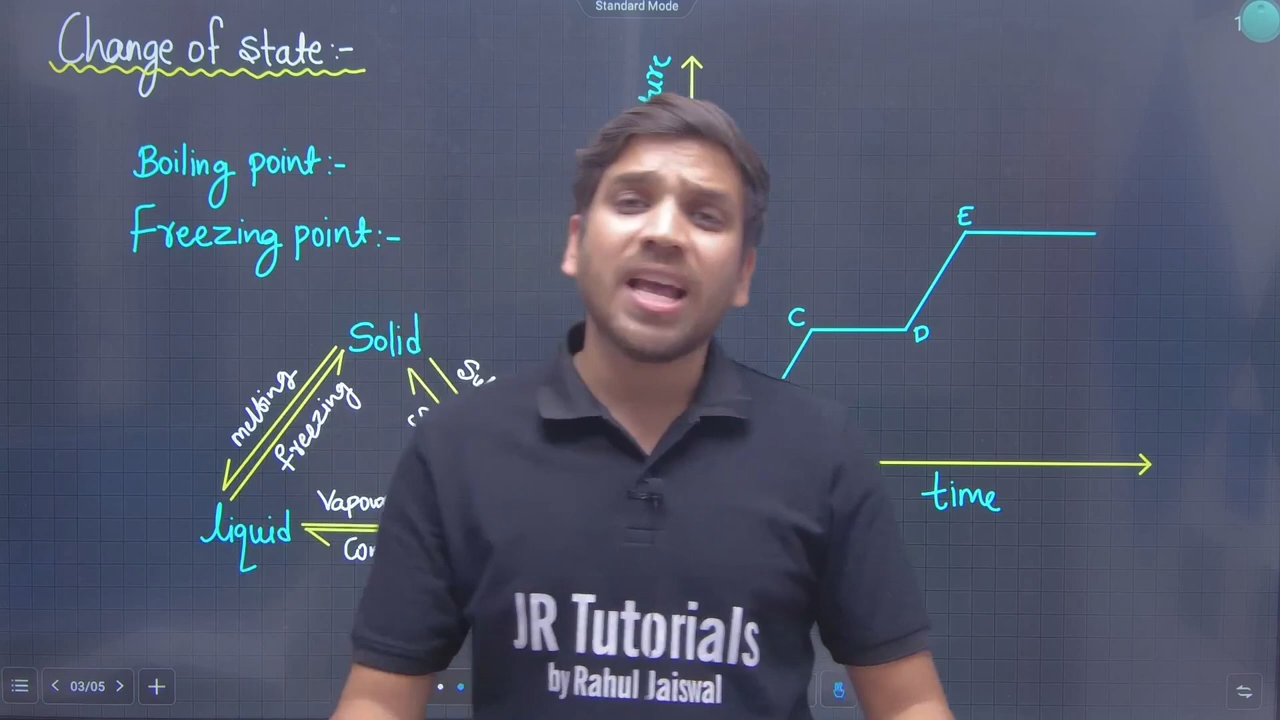 Standard Mode
Change of state:-
Boiling point:-
Freezing point:-
Solid
melting
freezing
liquid
C
D
E
time
JR Tutorials
by Rahul Jaiswal
03/05